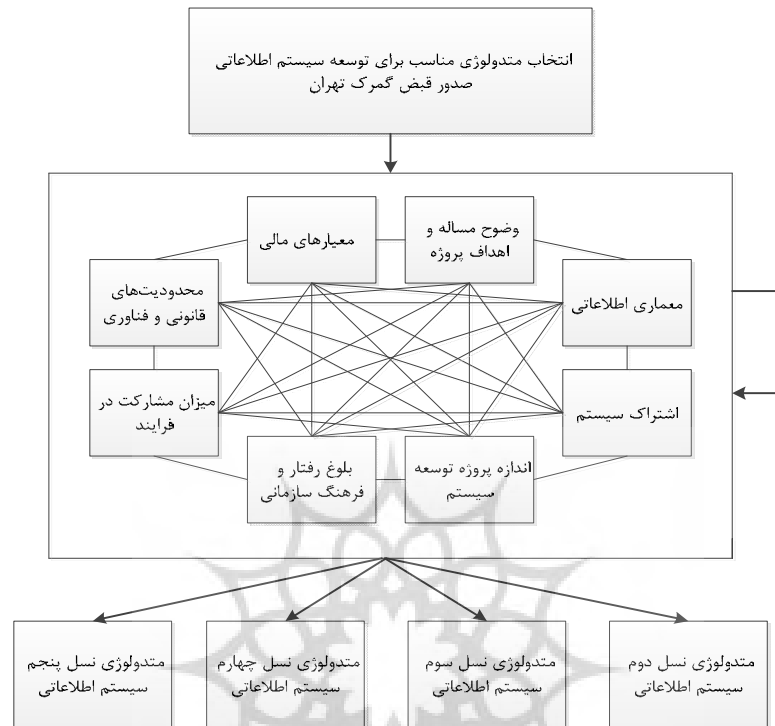 انتخاب متدولوژی مناسب برای توسعه سیستم اطلاعاتی
صدور قبض گمرک تهران
وضوح مساله و
اهداف پروژه
معیارهای مالی
معماری اطلاعاتی
محدودیت‌های
قانونی و فناوری
اشتراک سیستم
میزان مشارکت در
فرایند
اندازه پروژه توسعه
سیستم
بلوغ رفتار و
فرهنگ سازمانی
متدولوژی نسل دوم
سیستم اطلاعاتی
متدولوژی نسل سوم
سیستم اطلاعاتی
متدولوژی نسل چهارم
سیستم اطلاعاتی
متدولوژی نسل پنجم
سیستم اطلاعاتی